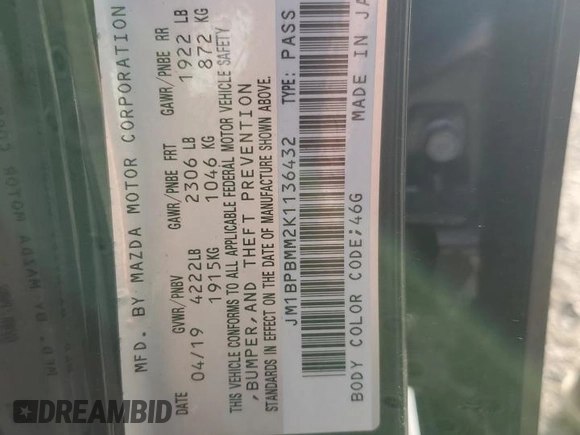 MFD. BY MAZDA MOTOR CORPORATION
DATE GVWR/PNBV GAWR/PNBE FRT GAWR/PNBE RR
04/19 4222LB 2306 LB 1922 LB
1915KG 1046 KG 872 KG
THIS VEHICLE CONFORMS TO ALL APPLICABLE FEDERAL MOTOR VEHICLE SAFETY
,BUMPER,AND THEFT PREVENTION
STANDARDS IN EFFECT ON THE DATE OF MANUFACTURE SHOWN ABOVE.
JM1BPBMM2K1136432 TYPE: PASS
BODY COLOR CODE;46G MADE IN JA
DREAMBID